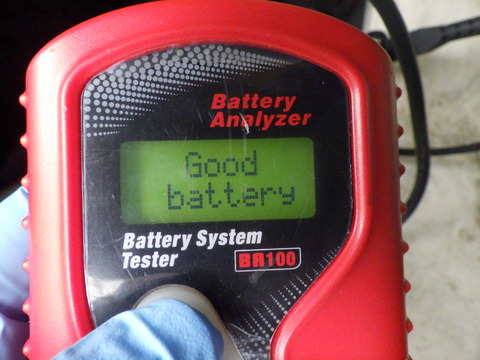 Battery
Analyzer
Good
battery
Battery System
Tester
BR100